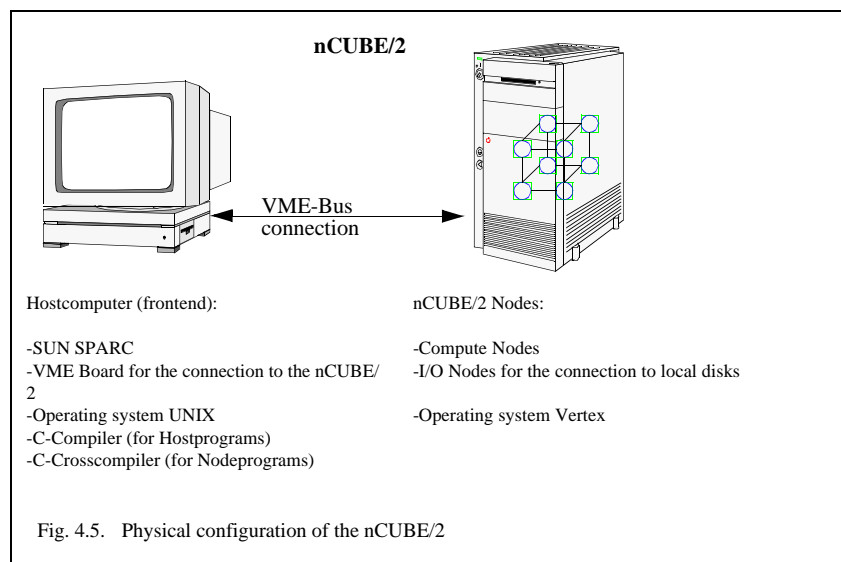 nCUBE/2
VME-Bus
connection
Hostcomputer (frontend):
-SUN SPARC
-VME Board for the connection to the nCUBE/
2
-Operating system UNIX
-C-Compiler (for Hostprograms)
-C-Crosscompiler (for Nodeprograms)
nCUBE/2 Nodes:
-Compute Nodes
-I/O Nodes for the connection to local disks
-Operating system Vertex
Fig. 4.5. Physical configuration of the nCUBE/2